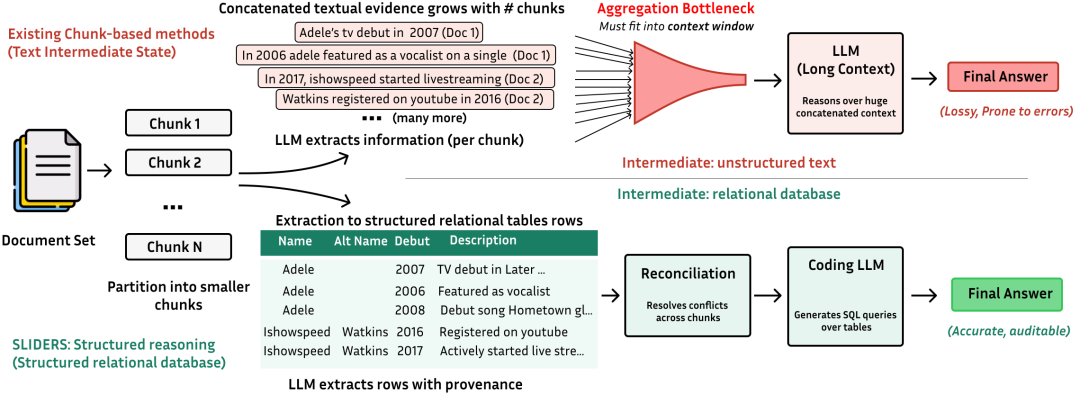 Concatenated textual evidence grows with # chunks
Existing Chunk-based methods
(Text Intermediate State)
Adele's tv debut in 2007 (Doc 1)
In 2006 adele featured as a vocalist on a single (Doc 1)
In 2017, ishowspeed started livestreaming (Doc 2)
Watkins registered on youtube in 2016 (Doc 2)
... (many more)
LLM extracts information (per chunk)
Aggregation Bottleneck
Must fit into context window
LLM
(Long Context)
Reasons over huge
concatenated context
Final Answer
(Lossy, Prone to errors)
Intermediate: unstructured text
Intermediate: relational database
Document Set
Chunk 1
Chunk 2
...
Chunk N
Partition into smaller
chunks
SLIDERS: Structured reasoning
(Structured relational database)
Extraction to structured relational tables rows
Name Alt Name Debut Description
Adele 2007 TV debut in Later ...
Adele 2006 Featured as vocalist
Adele 2008 Debut song Hometown gl...
Ishowspeed Watkins 2016 Registered on youtube
Ishowspeed Watkins 2017 Actively started live stre...
LLM extracts rows with provenance
Reconciliation
Resolves conflicts
across chunks
Coding LLM
Generates SQL queries
over tables
Final Answer
(Accurate, auditable)